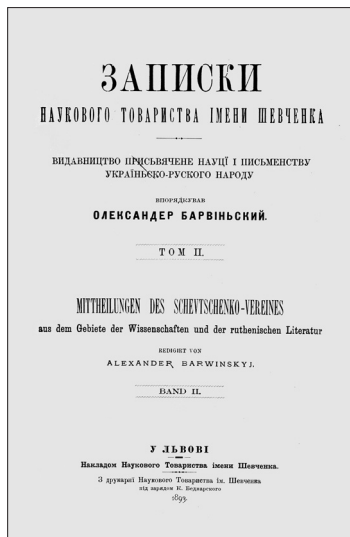 ЗАПИСКИ
НАУКОВОГО ТОВАРИСТВА ІМЕНИ ШЕВЧЕНКА
ВИДАВНИЦТВО ПРИСЬВЯЧЕНЕ НАУЦЇ І ПИСЬМЕНСТВУ
УКРАЇНЬСКО-РУСКОГО НАРОДУ
ВПОРЯДКУВАВ
ОЛЕКСАНДЕР БАРВІНЬСКИЙ.
ТОМ II.
MITTHEILUNGEN DES SCHEVTSCHENKO-VEREINES
aus dem Gebiete der Wissenschaften und der ruthenischen Literatur
REDIGIRT VON
ALEXANDER BARWINSKYJ.
BAND II.
У ЛЬВОВІ
Накладом Наукового Товариства імени Шевченка.
З друкарнї Наукового Товариства ім. Шевченка
під зарядом К. Беднарского
1893.